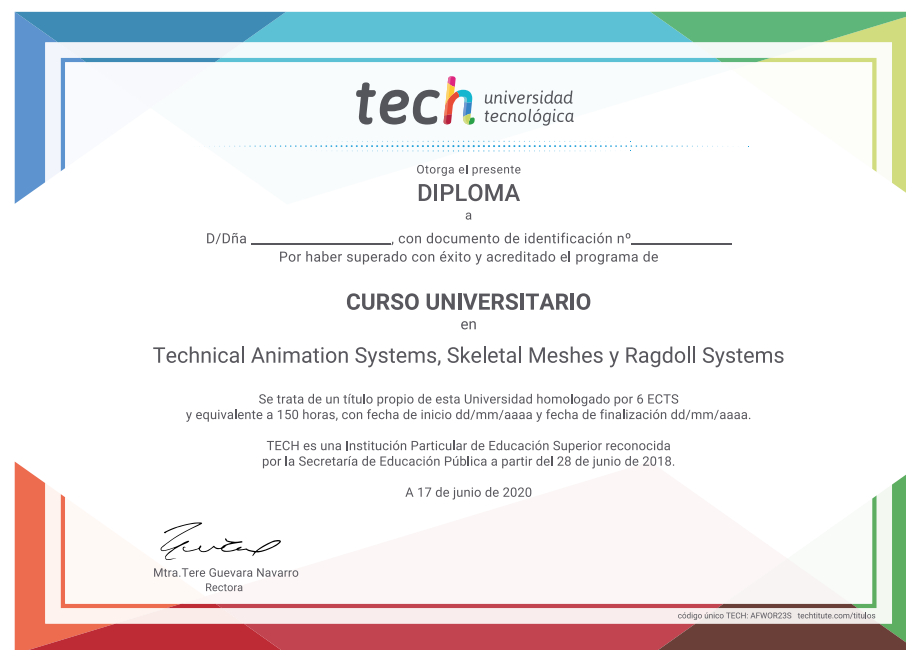 tech universidad
tecnológica
Otorga el presente
DIPLOMA
a
D/Dña ________________, con documento de identificación nº____________
Por haber superado con éxito y acreditado el programa de
CURSO UNIVERSITARIO
en
Technical Animation Systems, Skeletal Meshes y Ragdoll Systems
Se trata de un título propio de esta Universidad homologado por 6 ECTS
y equivalente a 150 horas, con fecha de inicio dd/mm/aaaa y fecha de finalización dd/mm/aaaa.
TECH es una Institución Particular de Educación Superior reconocida
por la Secretaría de Educación Pública a partir del 28 de junio de 2018.
A 17 de junio de 2020
Mtra.Tere Guevara Navarro
Rectora
código único TECH: AFWOR23S techtitute.com/titulos